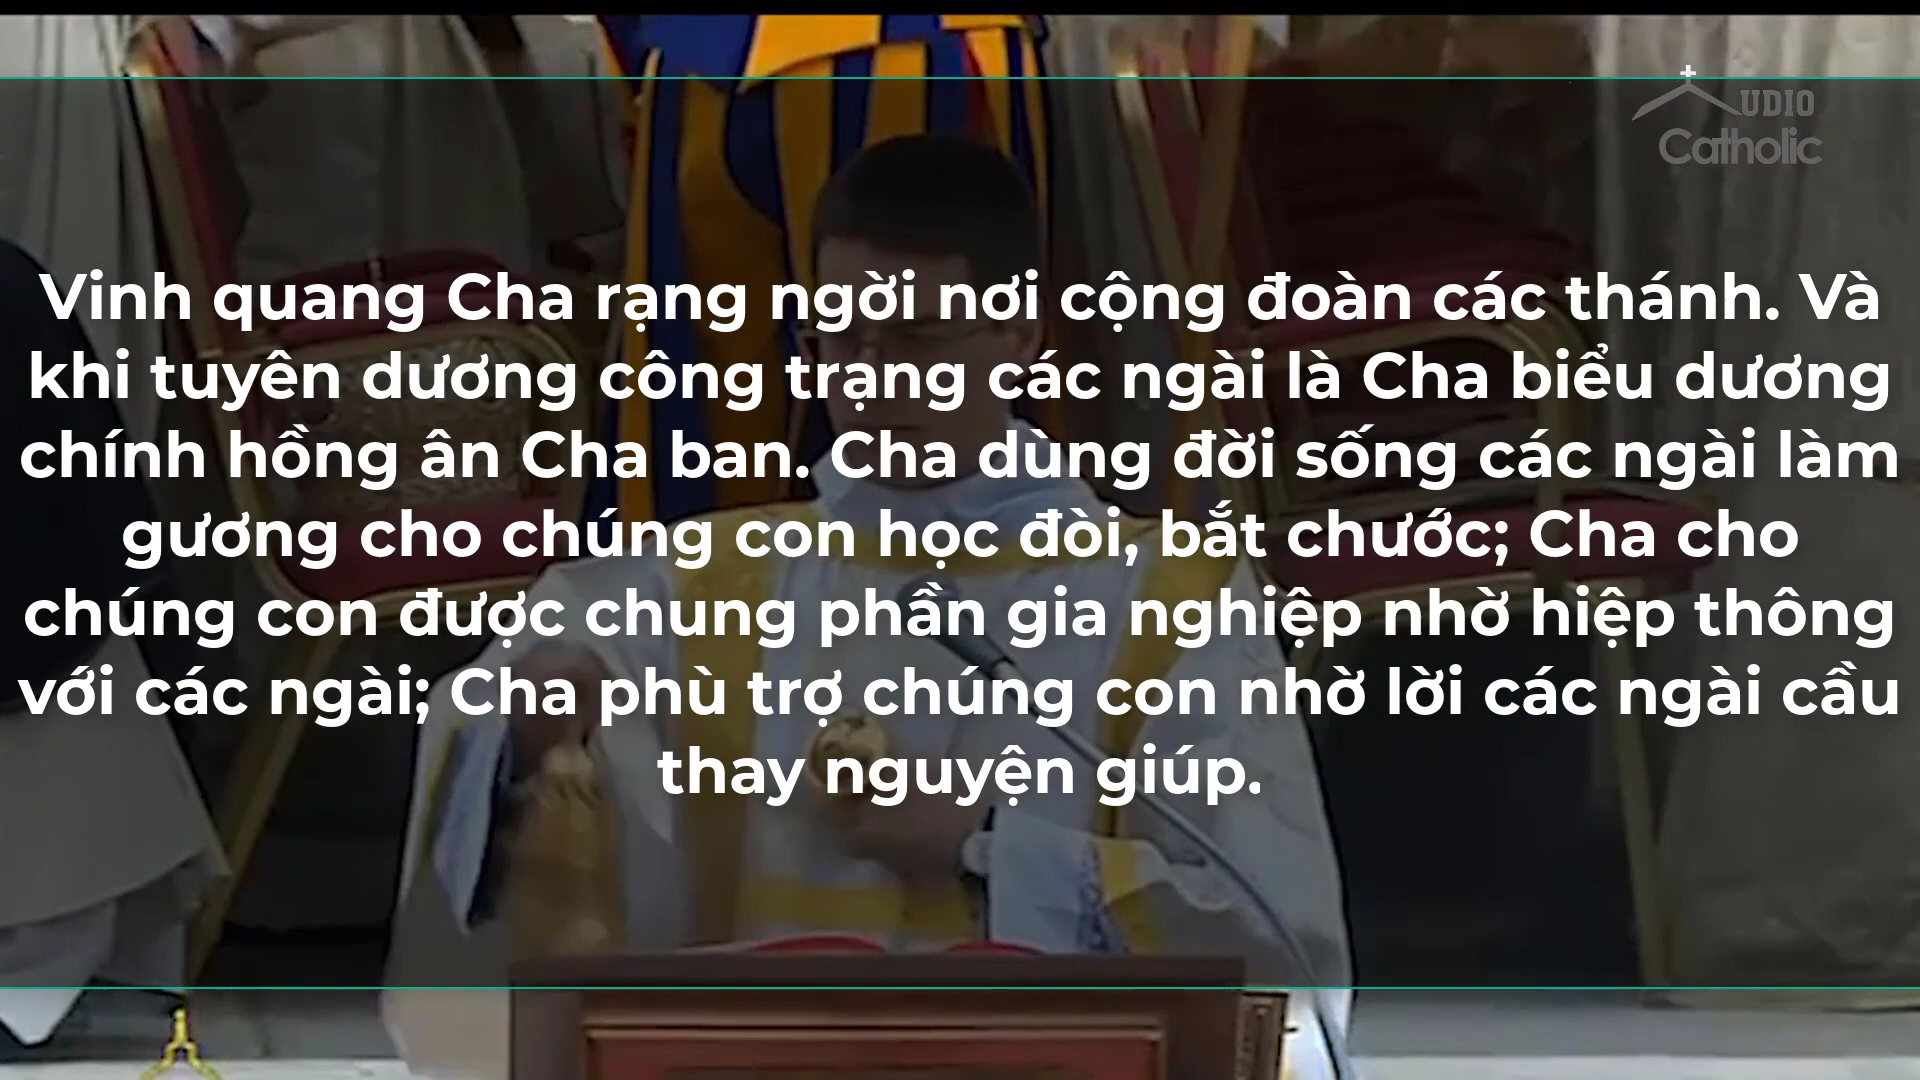 UDIO
Catholic
Vinh quang Cha rạng ngời nơi cộng đoàn các thánh. Và
khi tuyên dương công trạng các ngài là Cha biểu dương
chính hồng ân Cha ban. Cha dùng đời sống các ngài làm
gương cho chúng con học đòi, bắt chước; Cha cho
chúng con được chung phần gia nghiệp nhờ hiệp thông
với các ngài; Cha phù trợ chúng con nhờ lời các ngài cầu
thay nguyện giúp.